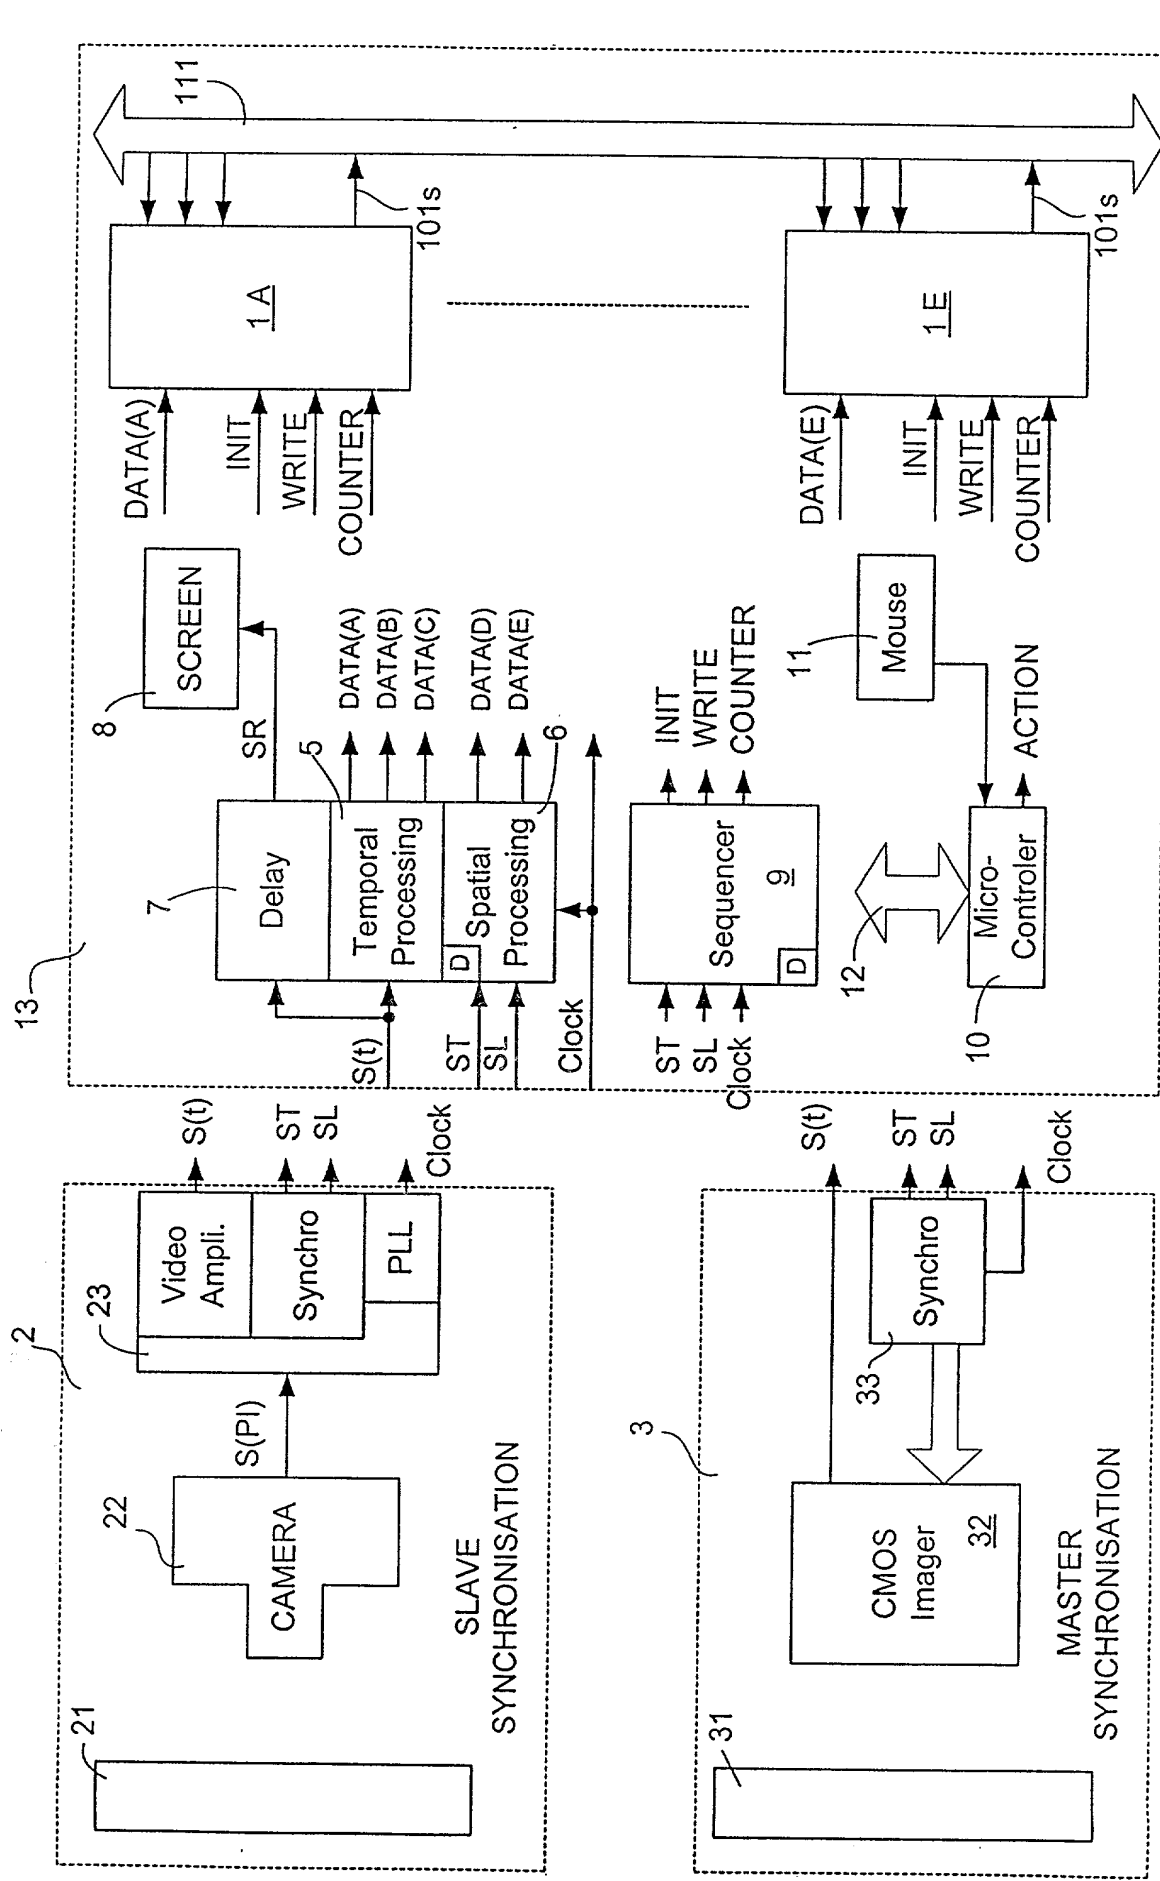 2
21
22
CAMERA
S(PI)
23
Video
Ampli.
Synchro
PLL
S(t)
ST
SL
Clock
SLAVE
SYNCHRONISATION
3
31
CMOS
Imager
32
33
Synchro
S(t)
ST
SL
Clock
MASTER
SYNCHRONISATION
13
S(t)
ST
SL
Clock
7
Delay
5
Temporal
Processing
D
Spatial
Processing
6
SR
8
SCREEN
DATA(A)
DATA(B)
DATA(C)
DATA(D)
DATA(E)
ST
SL
Clock
Sequencer
9
D
INIT
WRITE
COUNTER
12
10
Micro-
Controler
ACTION
11
Mouse
DATA(A)
INIT
WRITE
COUNTER
1A
101s
111
DATA(E)
INIT
WRITE
COUNTER
1E
101s